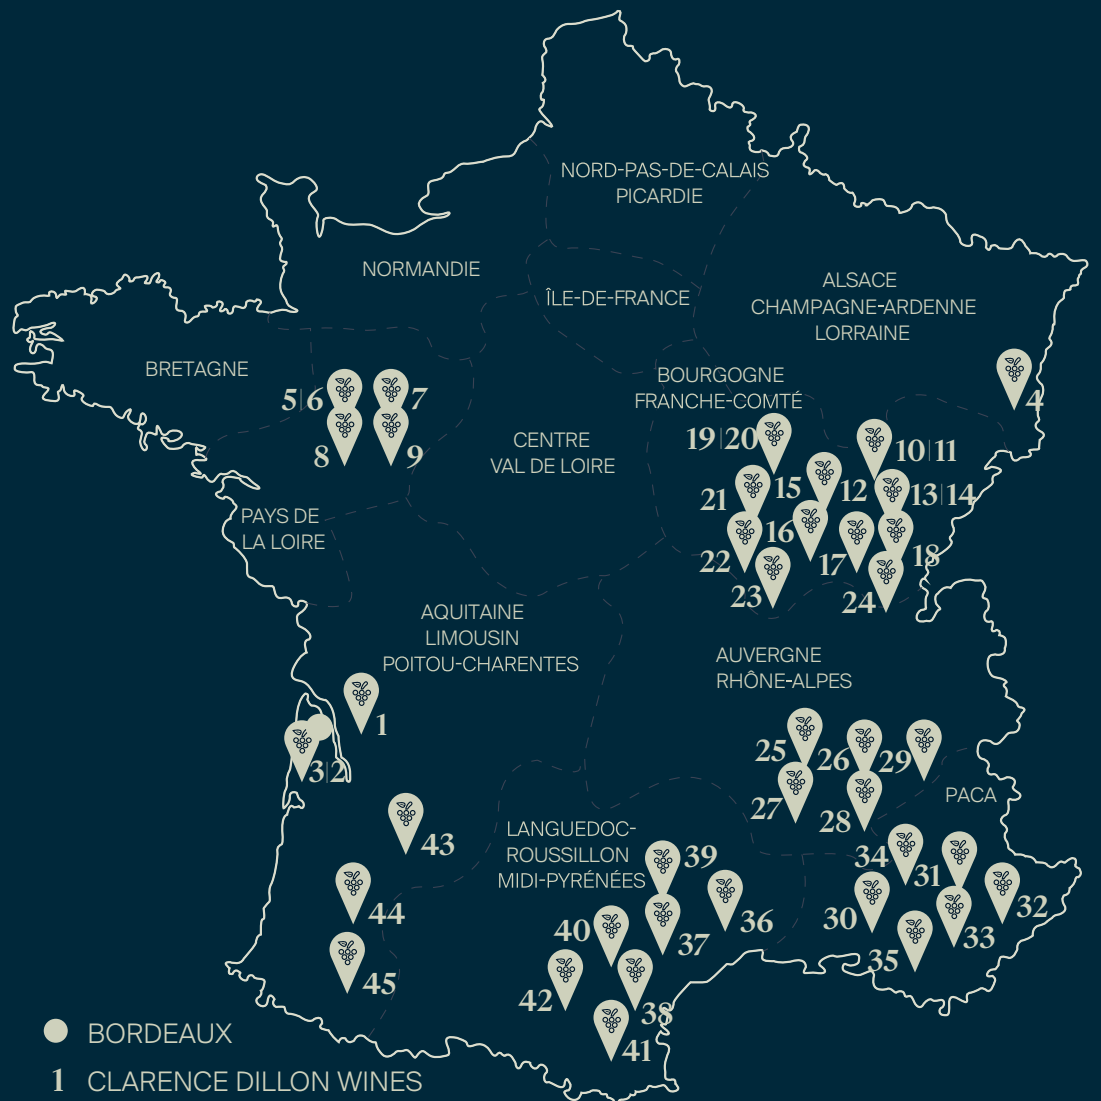 NORD-PAS-DE-CALAIS
PICARDIE
NORMANDIE
ÎLE-DE-FRANCE
ALSACE
CHAMPAGNE-ARDENNE
LORRAINE
BRETAGNE
BOURGOGNE
FRANCHE-COMTÉ
5|6
7
4
8
9
CENTRE
VAL DE LOIRE
19|20
10|11
21
15
12
13|14
PAYS DE
LA LOIRE
22
16
17
18
23
24
AQUITAINE
LIMOUSIN
POITOU-CHARENTES
AUVERGNE
RHÔNE-ALPES
1
3|2
25
26
29
27
28
PACA
43
LANGUEDOC-
ROUSSILLON
MIDI-PYRÉNÉES
39
34
31
44
40
37
36
30
33
32
35
45
42
38
41
BORDEAUX
1 CLARENCE DILLON WINES